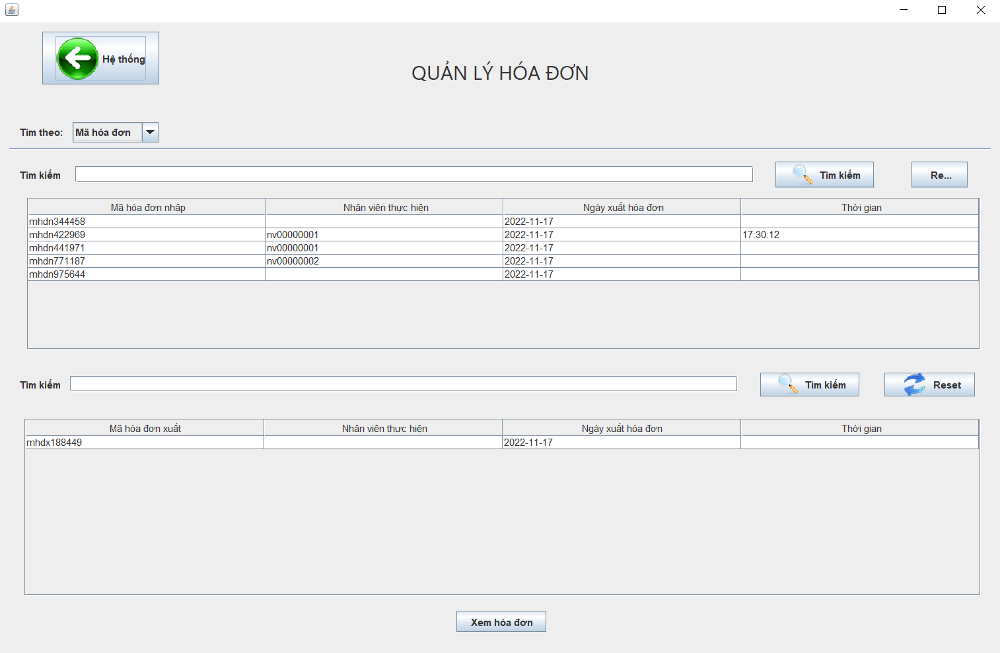 Hệ thống
QUẢN LÝ HÓA ĐƠN
Tìm theo: Mã hóa đơn
Tìm kiếm Tìm kiếm Re...
Mã hóa đơn nhập Nhân viên thực hiện Ngày xuất hóa đơn Thời gian
mhdn344458 2022-11-17
mhdn422969 nv00000001 2022-11-17 17:30:12
mhdn441971 nv00000001 2022-11-17
mhdn771187 nv00000002 2022-11-17
mhdn975644 2022-11-17
Tìm kiếm Tìm kiếm Reset
Mã hóa đơn xuất Nhân viên thực hiện Ngày xuất hóa đơn Thời gian
mhdx188449 2022-11-17
Xem hóa đơn